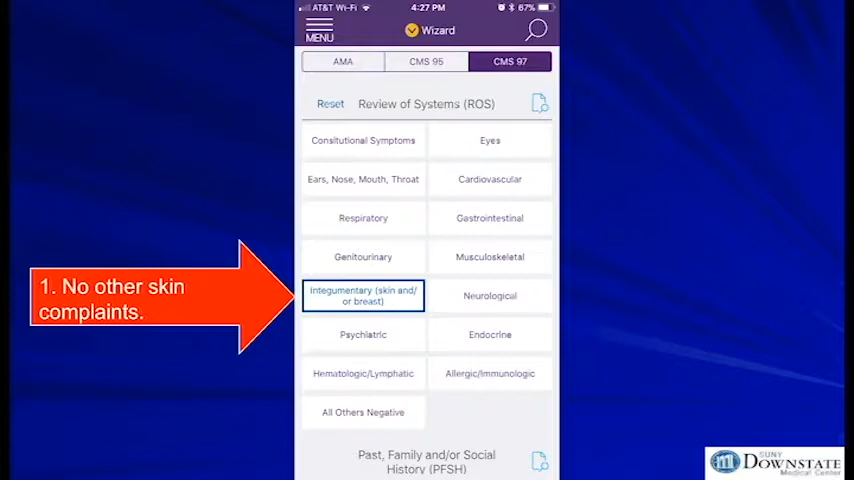 AT&T Wi-Fi
4:27 PM
67%
MENU
Wizard
AMA
CMS 95
CMS 97
Reset
Review of Systems (ROS)
Consitutional Symptoms
Eyes
Ears, Nose, Mouth, Throat
Cardiovascular
Respiratory
Gastrointestinal
Genitourinary
Musculoskeletal
Integumentary (skin and/
or breast)
Neurological
Psychiatric
Endocrine
Hematologic/Lymphatic
Allergic/Immunologic
All Others Negative
Past, Family and/or Social
History (PFSH)
1. No other skin
complaints.
SUNY
DOWNSTATE
Medical Center